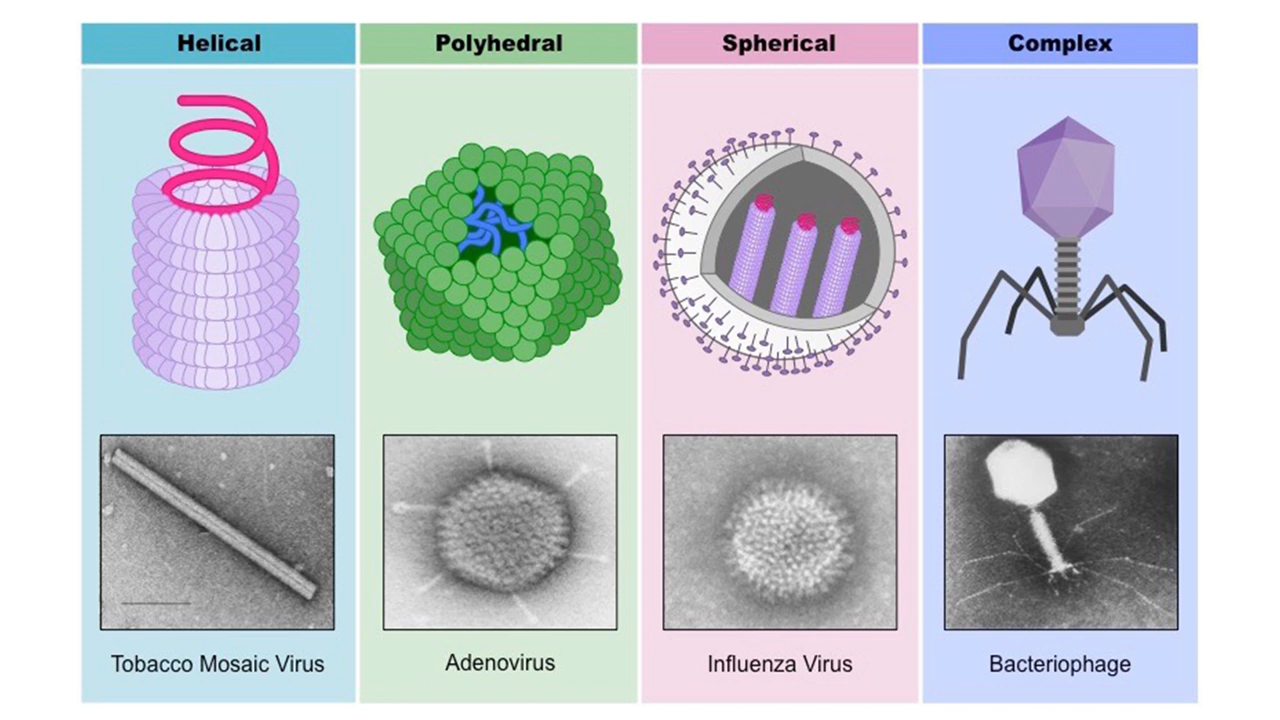 Helical
Polyhedral
Spherical
Complex
Tobacco Mosaic Virus
Adenovirus
Influenza Virus
Bacteriophage